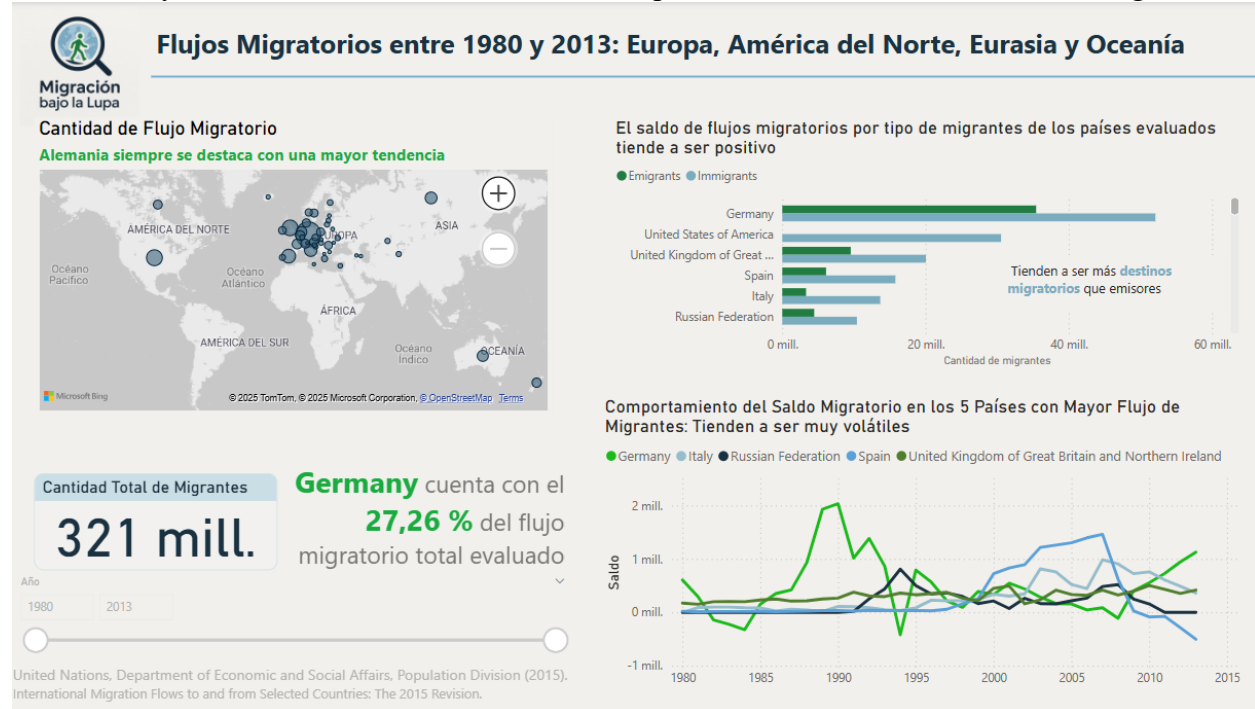 Flujos Migratorios entre 1980 y 2013: Europa, América del Norte, Eurasia y Oceanía
Migración
bajo la Lupa
Cantidad de Flujo Migratorio
Alemania siempre se destaca con una mayor tendencia
AMÉRICA DEL NORTE
ASIA
Océano
Pacífico
Océano
Atlántico
ÁFRICA
AMÉRICA DEL SUR
Océano
Índico
OCEANÍA
Microsoft Bing
© 2025 TomTom, © 2025 Microsoft Corporation, © OpenStreetMap Terms
El saldo de flujos migratorios por tipo de migrantes de los países evaluados
tiende a ser positivo
Emigrants Immigrants
Germany
United States of America
United Kingdom of Great ...
Spain
Italy
Russian Federation
Tienden a ser más destinos
migratorios que emisores
0 mill. 20 mill. 40 mill. 60 mill.
Cantidad de migrantes
Cantidad Total de Migrantes
321 mill.
Germany cuenta con el
27,26 % del flujo
migratorio total evaluado
Año
1980 2013
United Nations, Department of Economic and Social Affairs, Population Division (2015).
International Migration Flows to and from Selected Countries: The 2015 Revision.
Comportamiento del Saldo Migratorio en los 5 Países con Mayor Flujo de
Migrantes: Tienden a ser muy volátiles
Germany Italy Russian Federation Spain United Kingdom of Great Britain and Northern Ireland
Saldo
2 mill.
1 mill.
0 mill.
-1 mill.
1980 1985 1990 1995 2000 2005 2010 2015